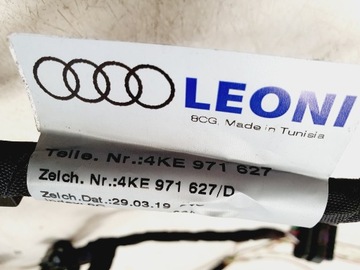 LEONI
8CG, Made in Tunisia
Teile. Nr.:4KE 971 627
Zeich. Nr.:4KE 971 627/D
Zeich.Dat.:29.03.19